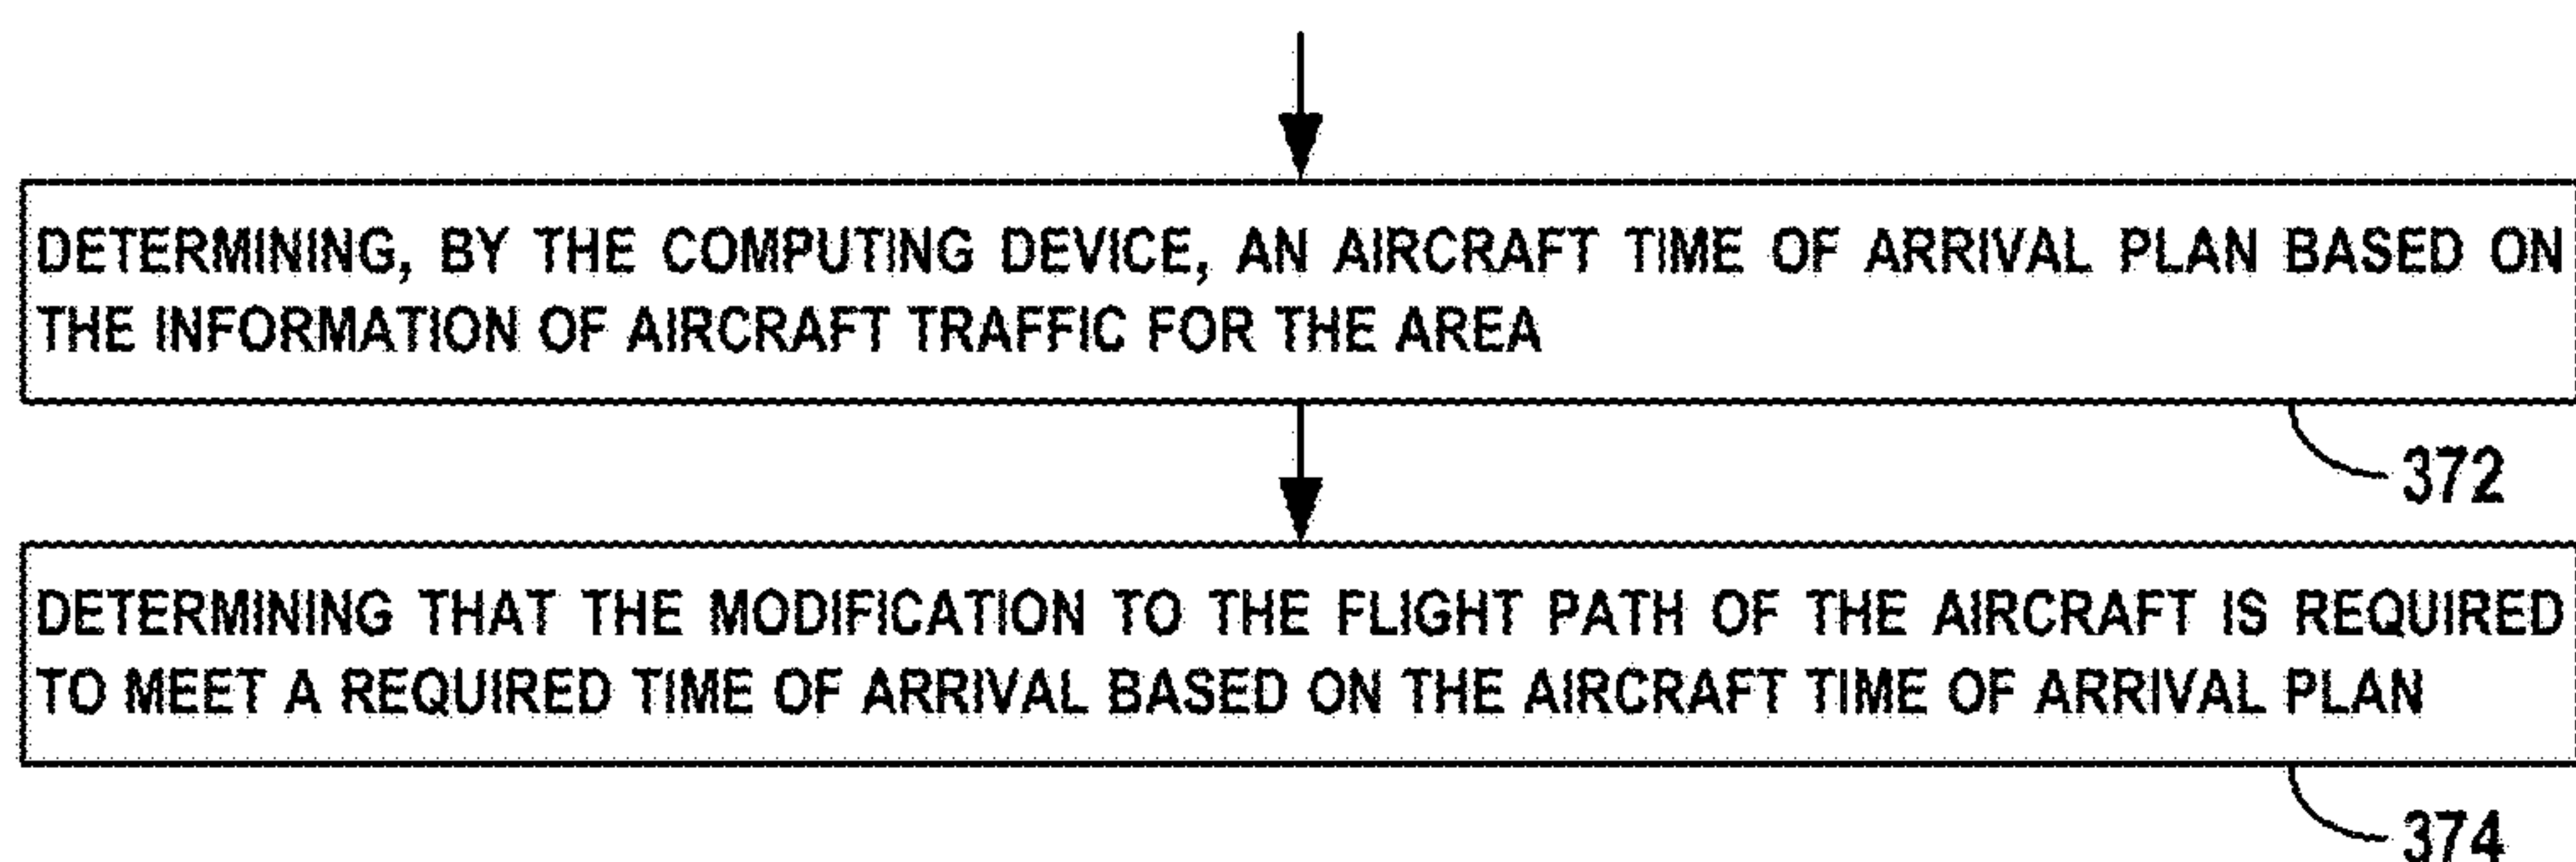 DETERMINING, BY THE COMPUTING DEVICE, AN AIRCRAFT TIME OF ARRIVAL PLAN BASED ON
THE INFORMATION OF AIRCRAFT TRAFFIC FOR THE AREA
372
DETERMINING THAT THE MODIFICATION TO THE FLIGHT PATH OF THE AIRCRAFT IS REQUIRED
TO MEET A REQUIRED TIME OF ARRIVAL BASED ON THE AIRCRAFT TIME OF ARRIVAL PLAN
374